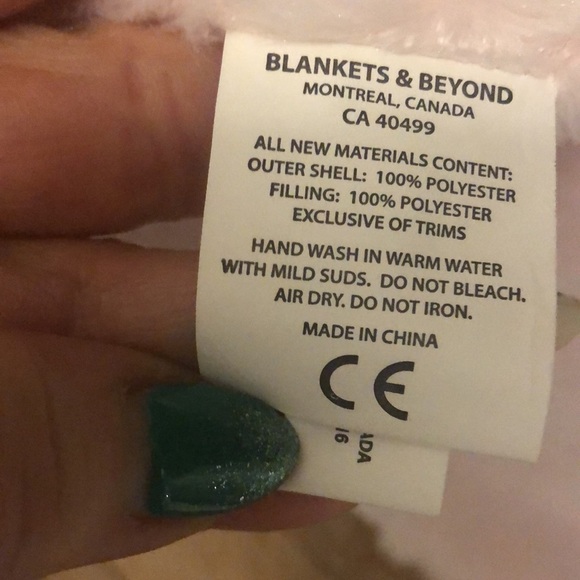 BLANKETS & BEYOND
MONTREAL, CANADA
CA 40499
ALL NEW MATERIALS CONTENT:
OUTER SHELL: 100% POLYESTER
FILLING: 100% POLYESTER
EXCLUSIVE OF TRIMS
HAND WASH IN WARM WATER
WITH MILD SUDS. DO NOT BLEACH.
AIR DRY. DO NOT IRON.
MADE IN CHINA
CE